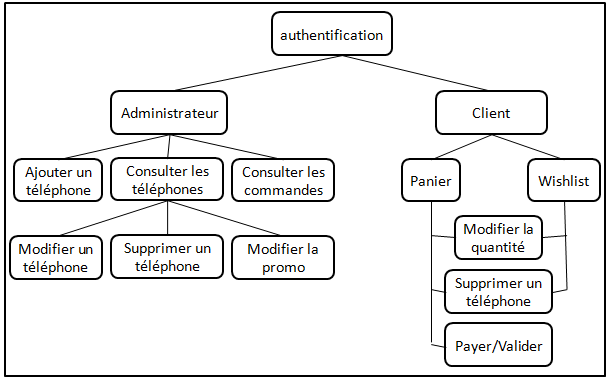 authentification
Administrateur
Client
Ajouter un
téléphone
Consulter les
téléphones
Consulter les
commandes
Panier
Wishlist
Modifier un
téléphone
Supprimer un
téléphone
Modifier la
promo
Modifier la
quantité
Supprimer un
téléphone
Payer/Valider